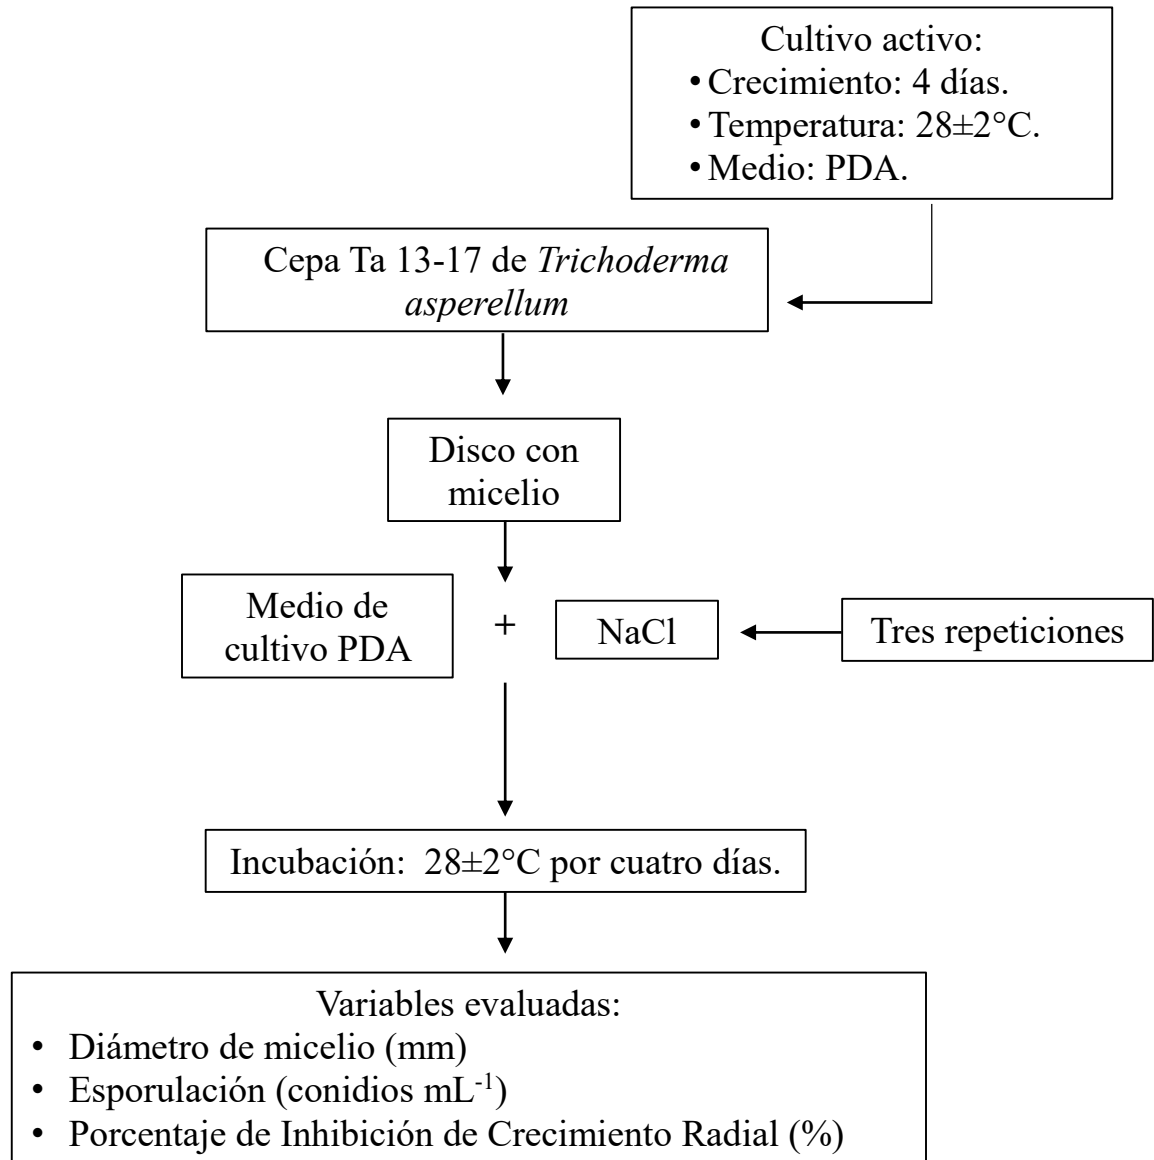 Cultivo activo:
• Crecimiento: 4 días.
• Temperatura: 28±2°C.
• Medio: PDA.
Cepa Ta 13-17 de Trichoderma
asperellum
Disco con
micelio
Medio de
cultivo PDA
+
NaCl
Tres repeticiones
Incubación: 28±2°C por cuatro días.
Variables evaluadas:
• Diámetro de micelio (mm)
• Esporulación (conidios mL⁻¹)
• Porcentaje de Inhibición de Crecimiento Radial (%)